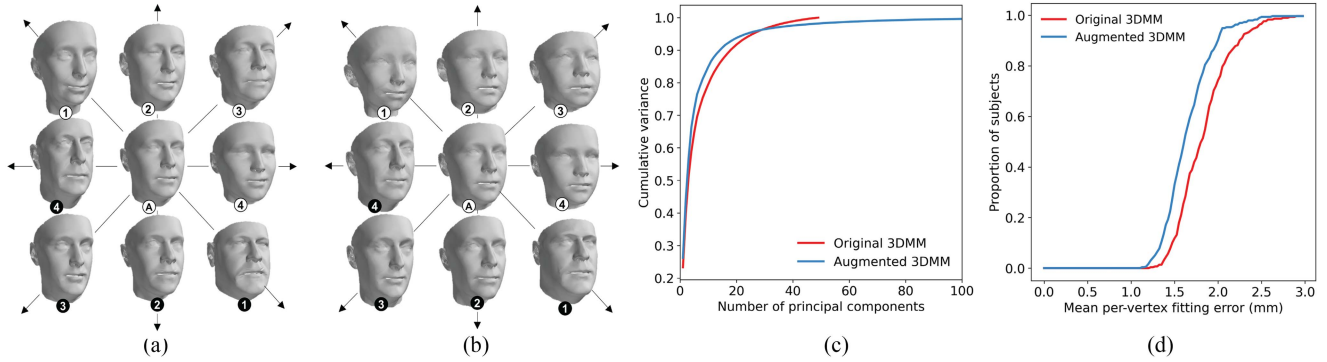 1
2
3
4
A
4
3
2
1
(a)
1
2
3
4
A
4
3
2
1
(b)
Cumulative variance
1.0
0.9
0.8
0.7
0.6
0.5
0.4
0.3
0.2
Original 3DMM
Augmented 3DMM
0 20 40 60 80 100
Number of principal components
(c)
Proportion of subjects
1.0
0.8
0.6
0.4
0.2
0.0
Original 3DMM
Augmented 3DMM
0.0 0.5 1.0 1.5 2.0 2.5 3.0
Mean per-vertex fitting error (mm)
(d)